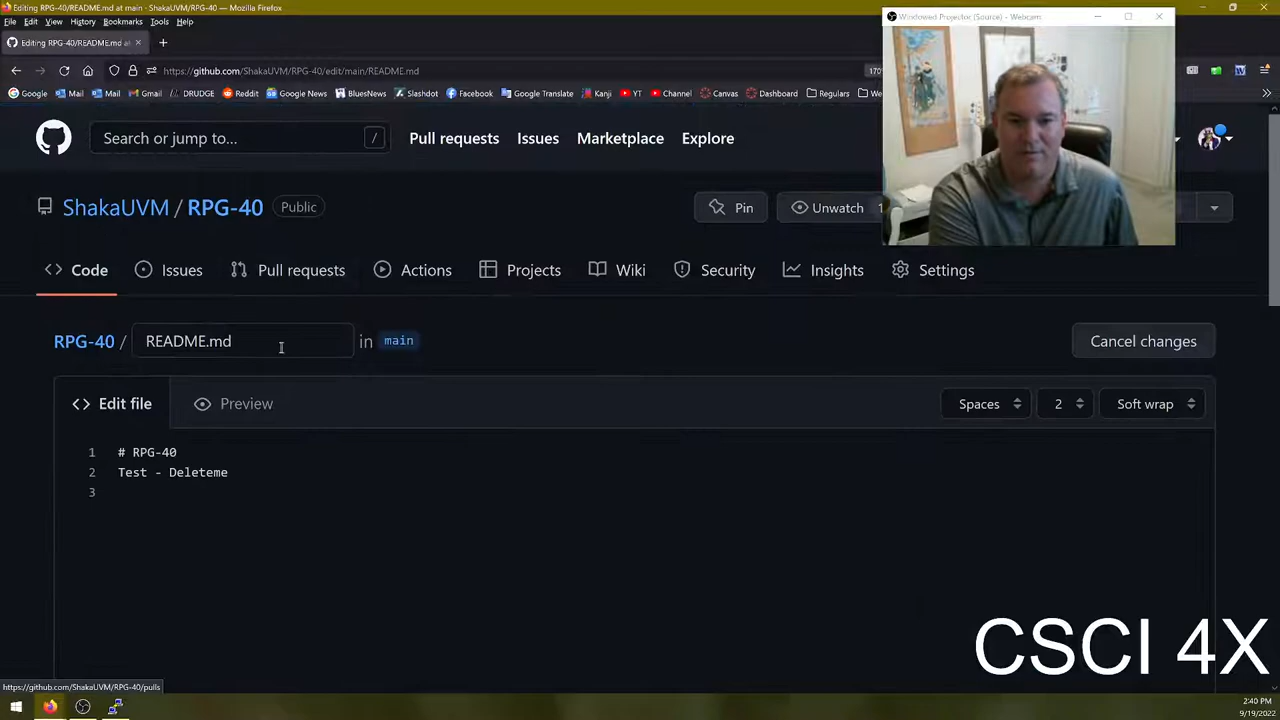 Editing RPG-40/README.md at main · ShakaUVM/RPG-40 — Mozilla Firefox
File Edit View History Bookmarks Tools Help
Windowed Projector (Source) - Webcam
Editing RPG-40/README.md at
https://github.com/ShakaUVM/RPG-40/edit/main/README.md
170
Google Mail Mail Gmail DRUDGE Reddit Google News BluesNews Slashdot Facebook Google Translate Kanji YT Channel Canvas Dashboard Regulars
Search or jump to...
/
Pull requests Issues Marketplace Explore
ShakaUVM / RPG-40 Public
Pin Unwatch 1
Code Issues Pull requests Actions Projects Wiki Security Insights Settings
RPG-40 / README.md in main
Cancel changes
Edit file Preview
Spaces 2 Soft wrap
1 # RPG-40
2 Test - Deleteme
3
CSCI 4X
https://github.com/ShakaUVM/RPG-40/pulls
2:40 PM
9/19/2022